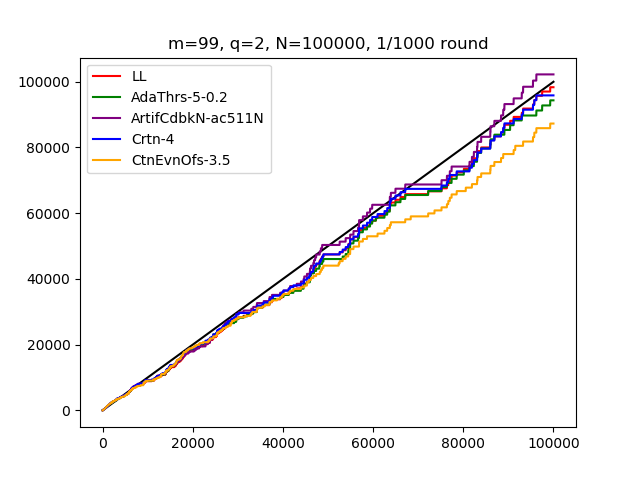 m=99, q=2, N=100000, 1/1000 round
LL
AdaThrs-5-0.2
ArtifCdbkN-ac511N
Crtn-4
CtnEvnOfs-3.5
100000
80000
60000
40000
20000
0
0 20000 40000 60000 80000 100000